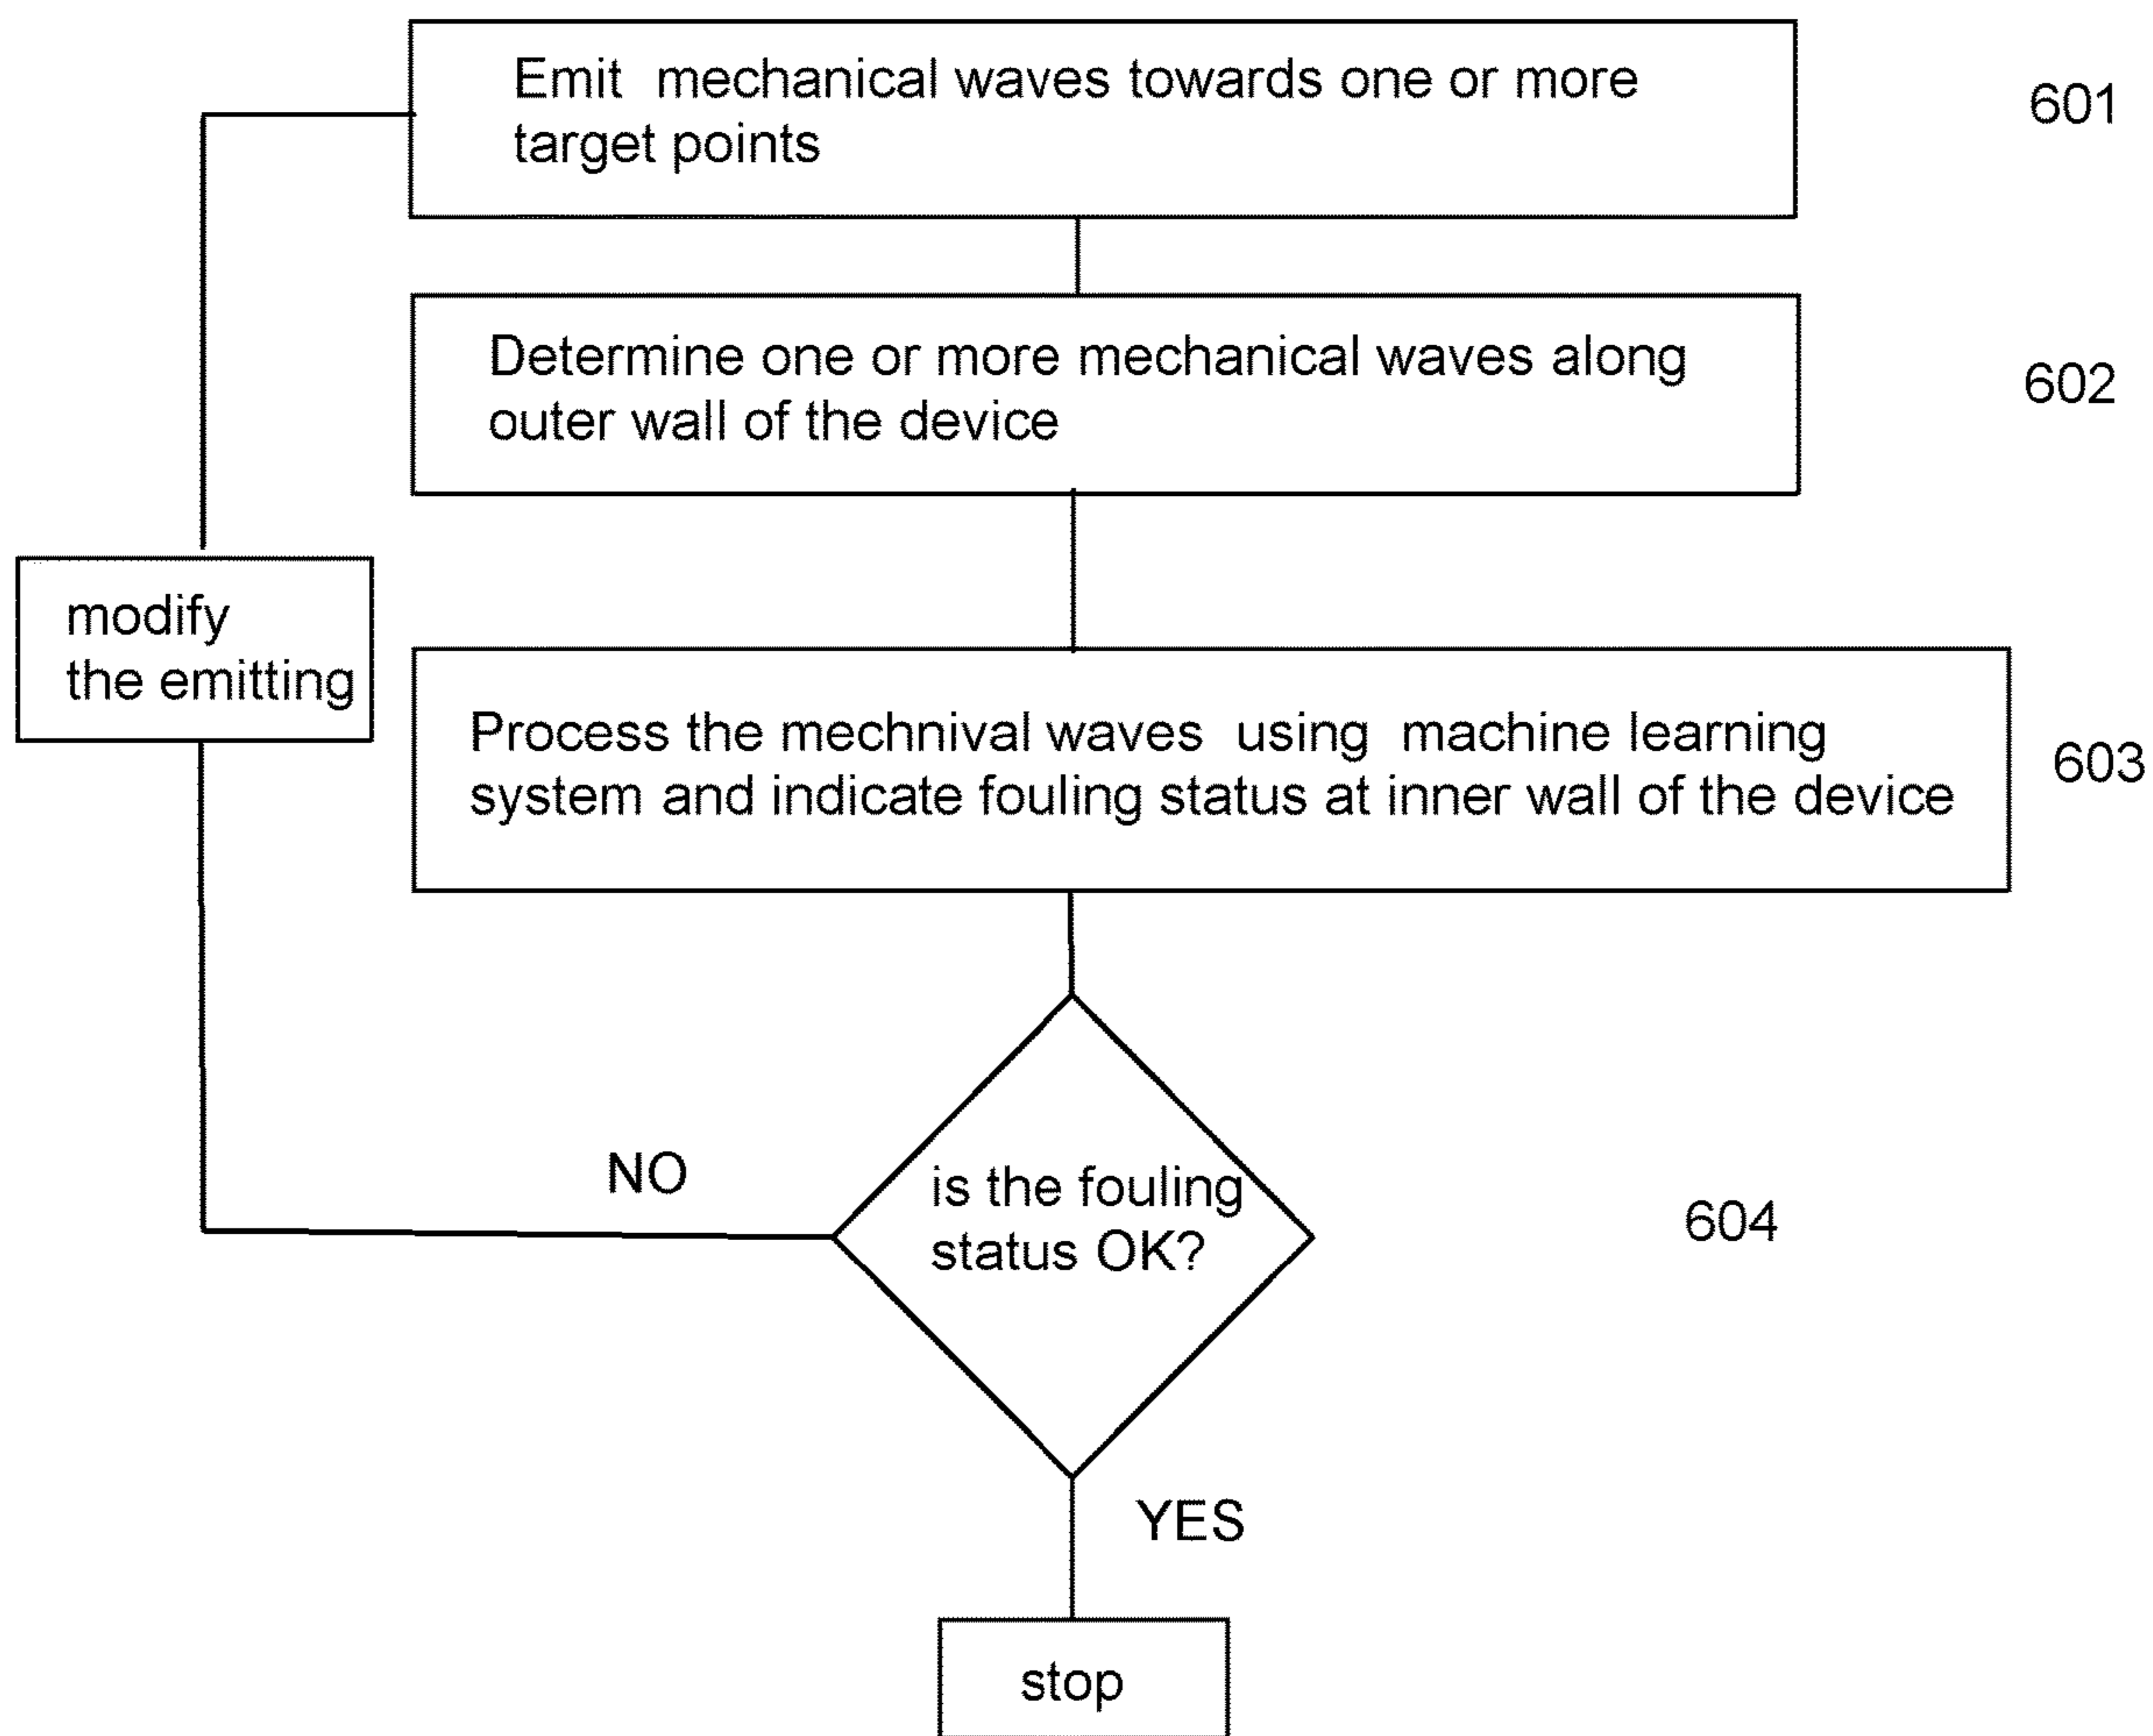 Emit mechanical waves towards one or more
target points
601
Determine one or more mechanical waves along
outer wall of the device
602
modify
the emitting
Process the mechnival waves using machine learning
system and indicate fouling status at inner wall of the device
603
NO
is the fouling
status OK?
604
YES
stop